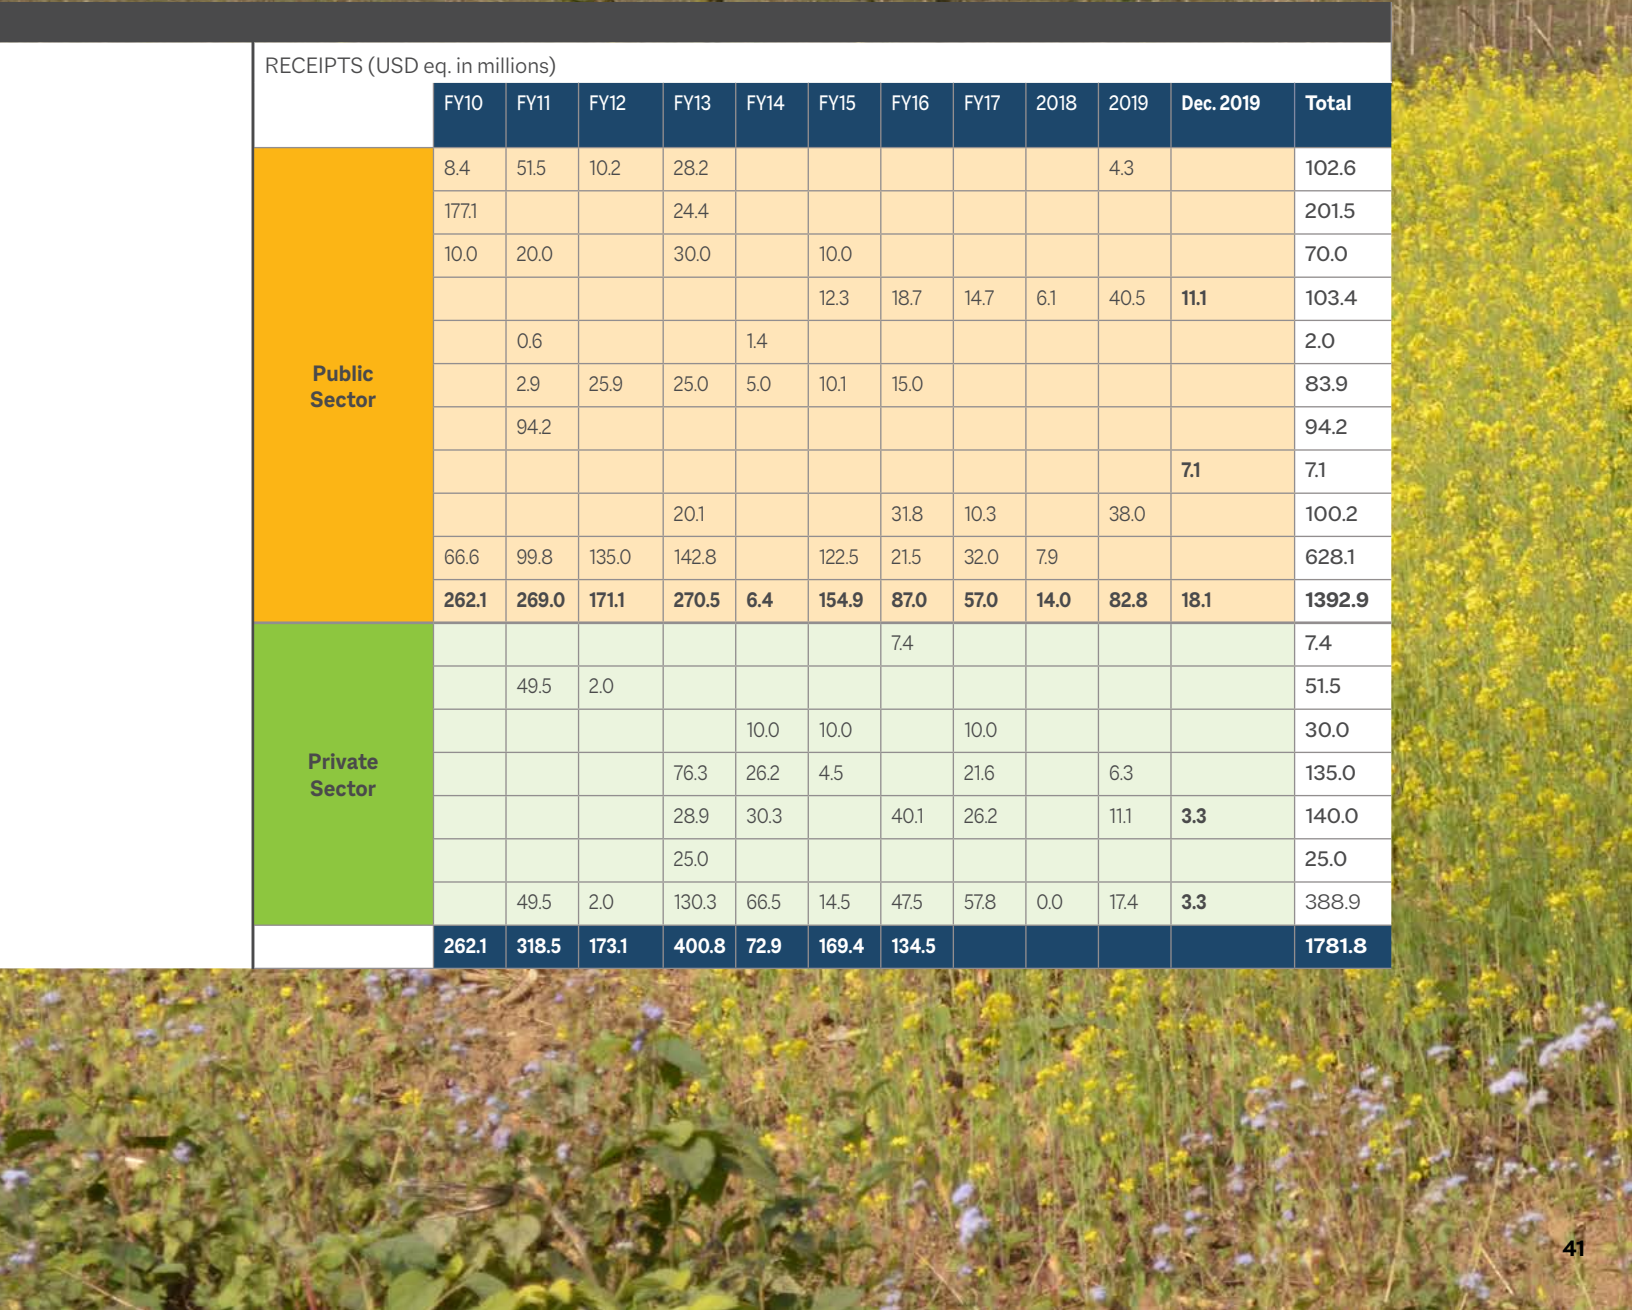 RECEIPTS (USD eq. in millions)
FY10 FY11 FY12 FY13 FY14 FY15 FY16 FY17 2018 2019 Dec. 2019 Total
Public
Sector
8.4 51.5 10.2 28.2 4.3 102.6
177.1 24.4 201.5
10.0 20.0 30.0 10.0 70.0
12.3 18.7 14.7 6.1 40.5 11.1 103.4
0.6 1.4 2.0
2.9 25.9 25.0 5.0 10.1 15.0 83.9
94.2 94.2
7.1 7.1
20.1 31.8 10.3 38.0 100.2
66.6 99.8 135.0 142.8 122.5 21.5 32.0 7.9 628.1
262.1 269.0 171.1 270.5 6.4 154.9 87.0 57.0 14.0 82.8 18.1 1392.9
Private
Sector
7.4 7.4
49.5 2.0 51.5
10.0 10.0 10.0 30.0
76.3 26.2 4.5 21.6 6.3 135.0
28.9 30.3 40.1 26.2 11.1 3.3 140.0
25.0 25.0
49.5 2.0 130.3 66.5 14.5 47.5 57.8 0.0 17.4 3.3 388.9
262.1 318.5 173.1 400.8 72.9 169.4 134.5 1781.8
41